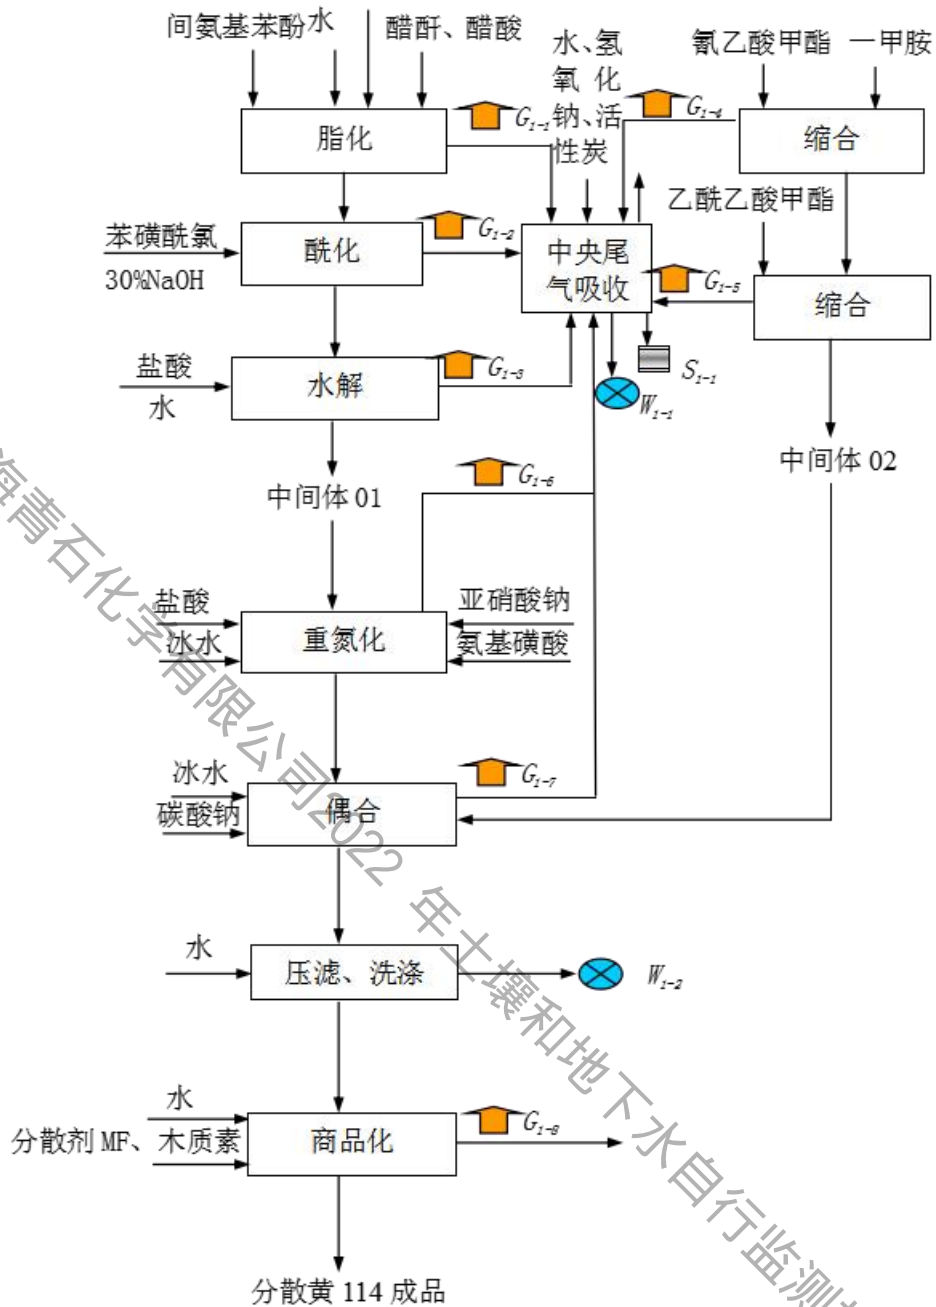 间氨基苯酚
水
醋酐、醋酸
水、氢
氧 化
钠、活
性炭
氰乙酸甲酯
一甲胺
脂化
G1-1
G1-4
缩合
苯磺酰氯
30%NaOH
酰化
G1-2
中央尾
气吸收
乙酰乙酸甲酯
G1-5
缩合
盐酸
水
水解
G1-3
S1-1
W1-1
中间体 01
G1-6
中间体 02
盐酸
冰水
重氮化
亚硝酸钠
氨基磺酸
冰水
碳酸钠
偶合
G1-7
水
压滤、洗涤
W1-2
水
分散剂 MF、木质素
商品化
G1-8
分散黄 114 成品
海青石化学有限公司2022 年土壤和地下水自行监测